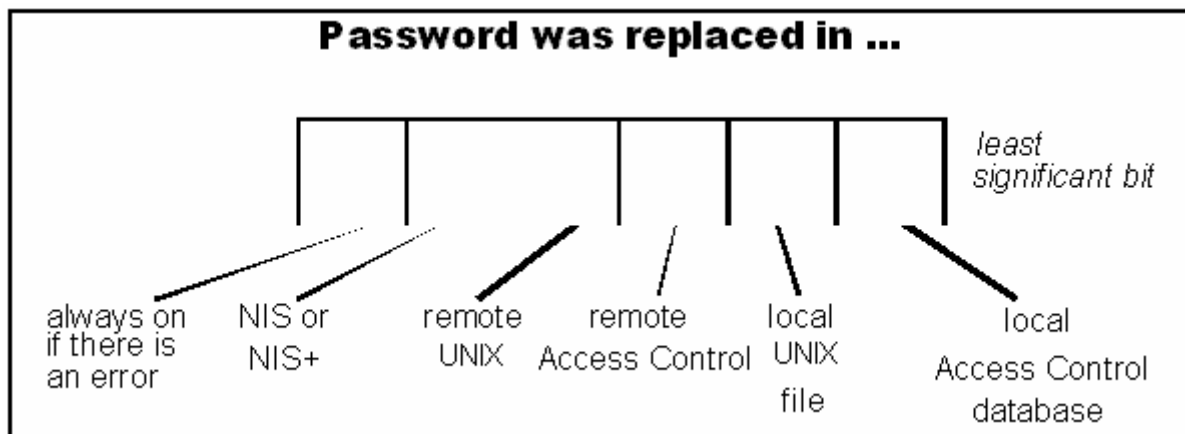 Password was replaced in ...
least
significant bit
always on
if there is
an error
NIS or
NIS+
remote
UNIX
remote
Access Control
local
UNIX
file
local
Access Control
database